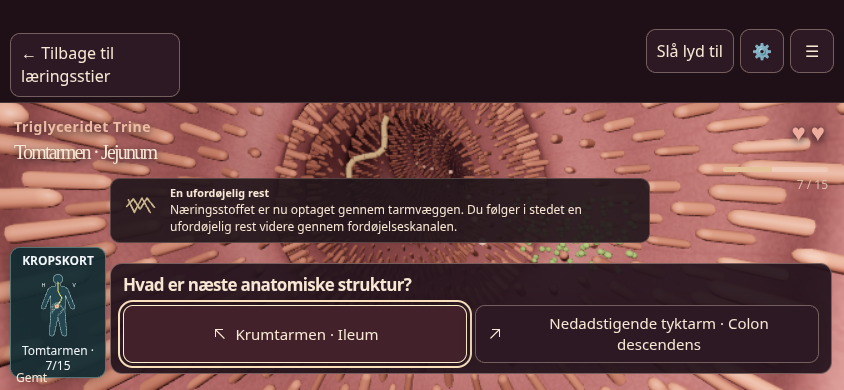 ← Tilbage til
læringsstier
Slå lyd til
Triglyceridet Trine
Tomtarmen · Jejunum
7 / 15
En ufordøjelig rest
Næringsstoffet er nu optaget gennem tarmvæggen. Du følger i stedet en
ufordøjelig rest videre gennem fordøjelseskanalen.
KROPSKORT
H V
Tomtarmen ·
7/15
Gemt
Hvad er næste anatomiske struktur?
↖ Krumtarmen · Ileum
↗ Nedadstigende tyktarm · Colon
descendens